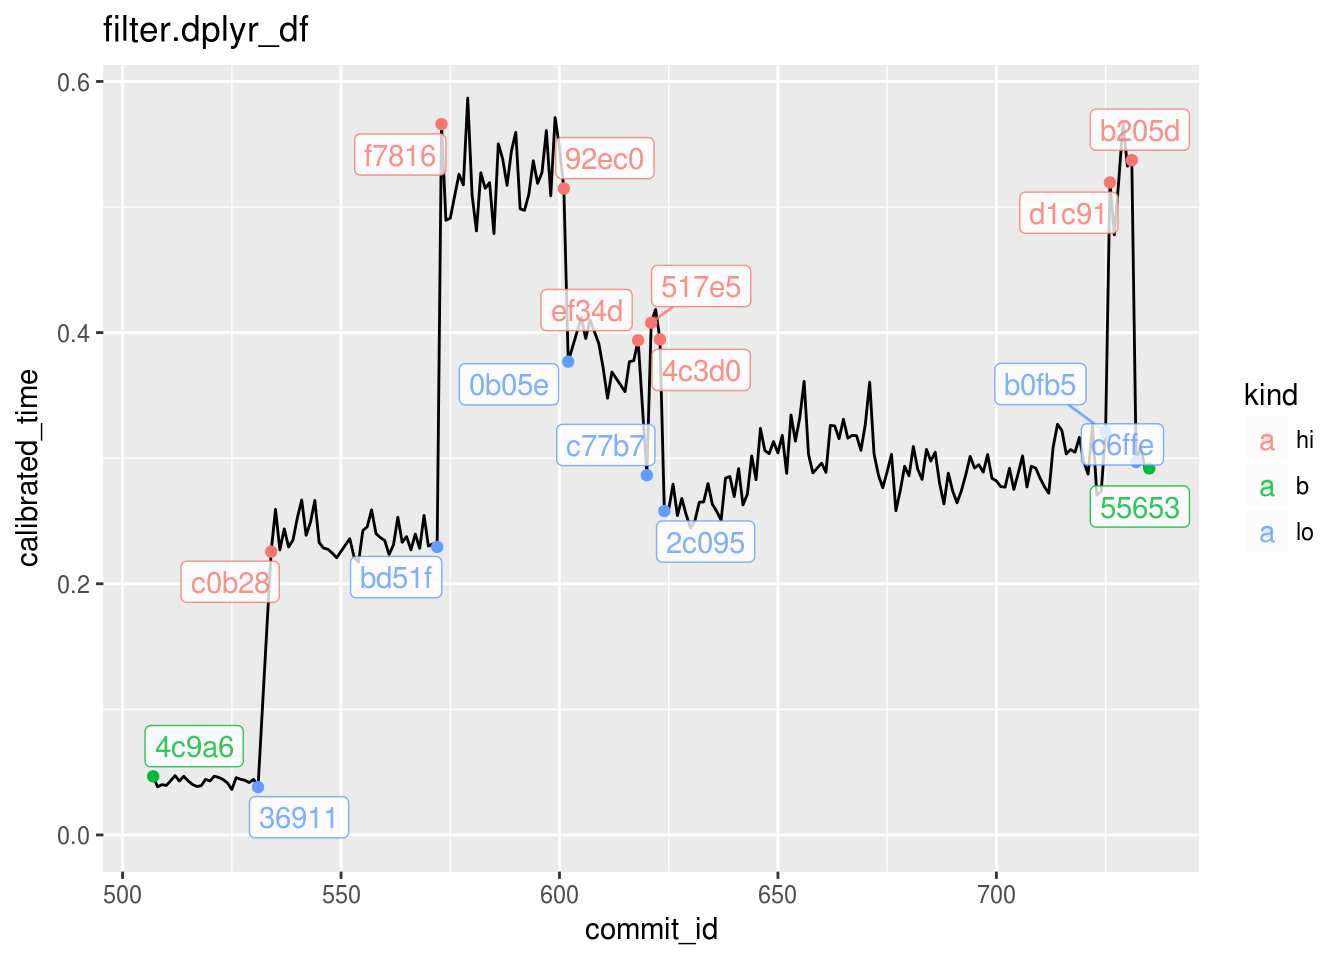 filter.dplyr_df
calibrated_time
0.6
0.4
0.2
0.0
f7816
92ec0
b205d
d1c91
517e5
ef34d
4c3d0
0b05e
b0fb5
c77b7
c6ffe
55653
2c095
bd51f
c0b28
4c9a6
36911
500
550
600
650
700
commit_id
kind
a hi
a b
a lo